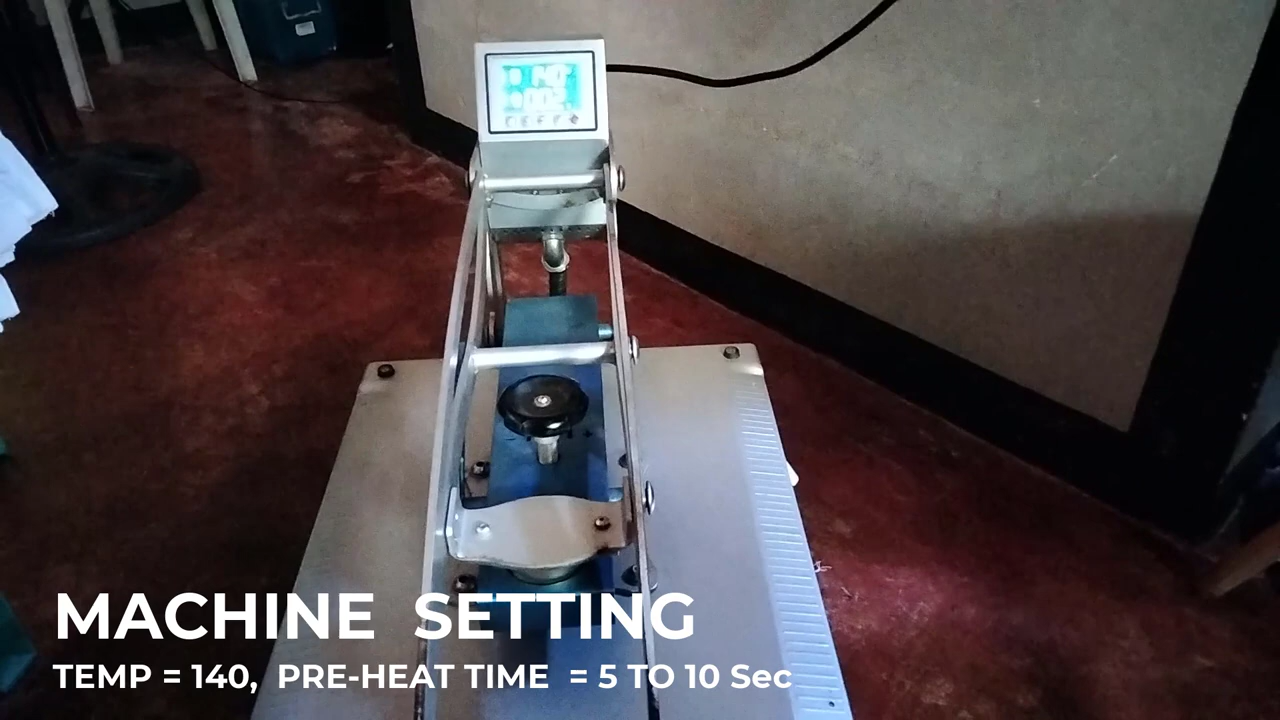 MACHINE SETTING
TEMP = 140, PRE-HEAT TIME = 5 TO 10 Sec